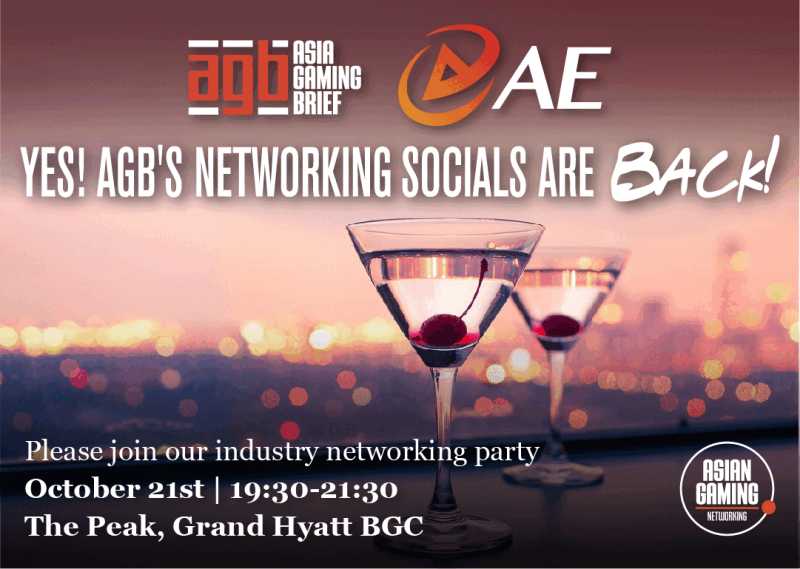 agb ASIA GAMING BRIEF
AE
YES! AGB'S NETWORKING SOCIALS ARE BACK!
Please join our industry networking party
October 21st | 19:30-21:30
The Peak, Grand Hyatt BGC
ASIAN
GAMING
NETWORKING